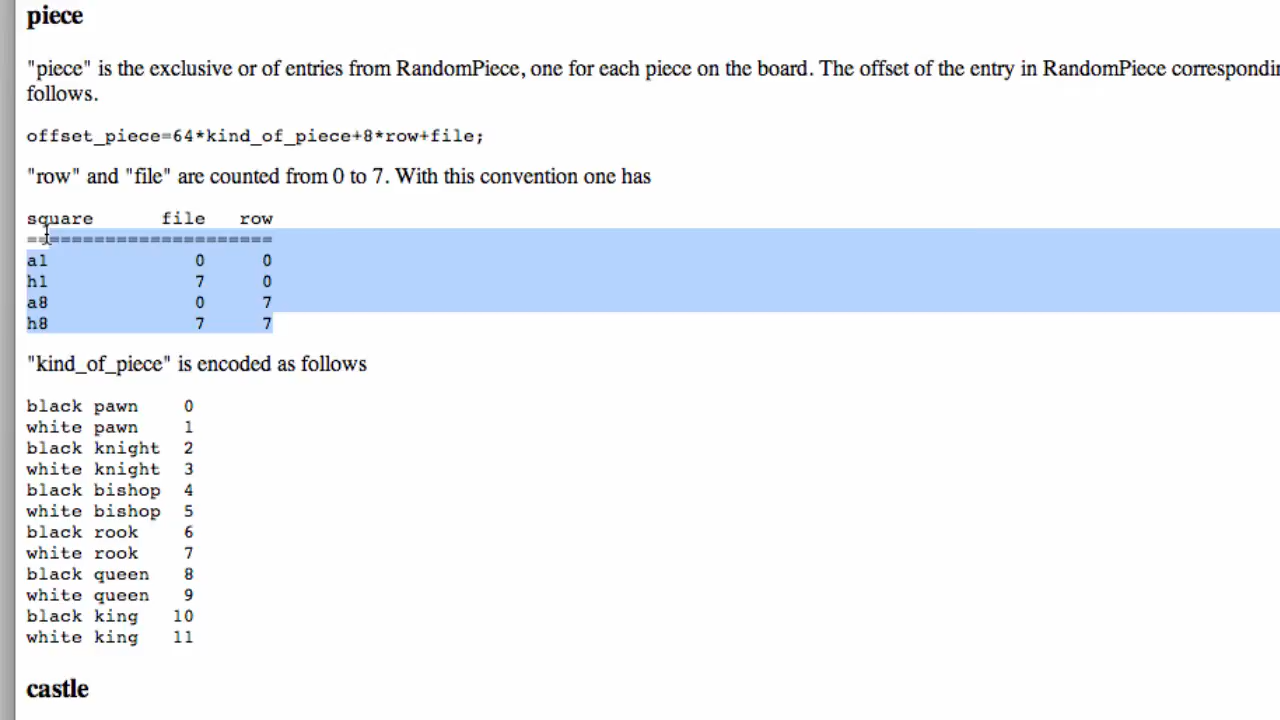 piece
"piece" is the exclusive or of entries from RandomPiece, one for each piece on the board. The offset of the entry in RandomPiece
follows.
offset_piece=64*kind_of_piece+8*row+file;
"row" and "file" are counted from 0 to 7. With this convention one has
square file row
======================
a1 0 0
h1 7 0
a8 0 7
h8 7 7
"kind_of_piece" is encoded as follows
black pawn 0
white pawn 1
black knight 2
white knight 3
black bishop 4
white bishop 5
black rook 6
white rook 7
black queen 8
white queen 9
black king 10
white king 11
castle